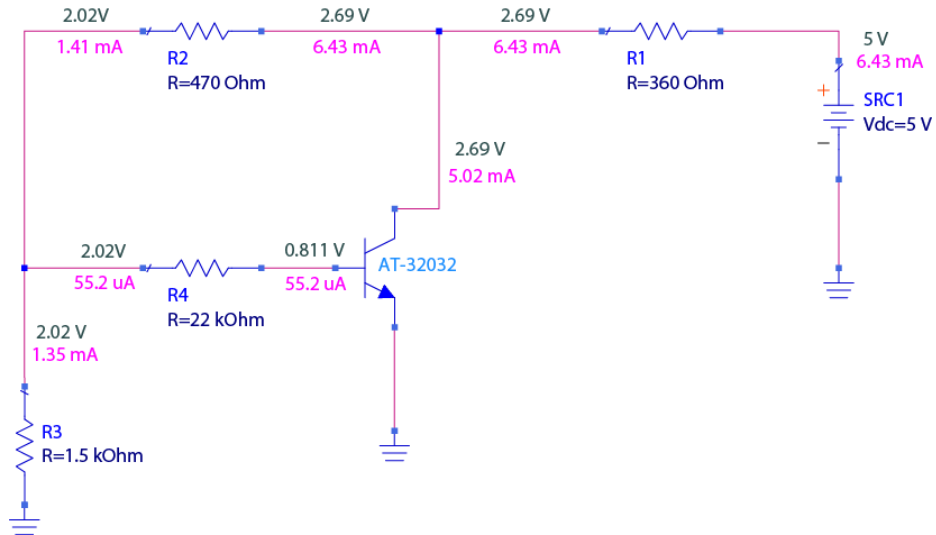 2.02V
1.41 mA
R2
R=470 Ohm
2.69 V
6.43 mA
2.69 V
6.43 mA
R1
R=360 Ohm
5 V
6.43 mA
+
SRC1
Vdc=5 V
−
2.69 V
5.02 mA
2.02V
55.2 uA
R4
R=22 kOhm
0.811 V
55.2 uA
AT-32032
2.02 V
1.35 mA
R3
R=1.5 kOhm